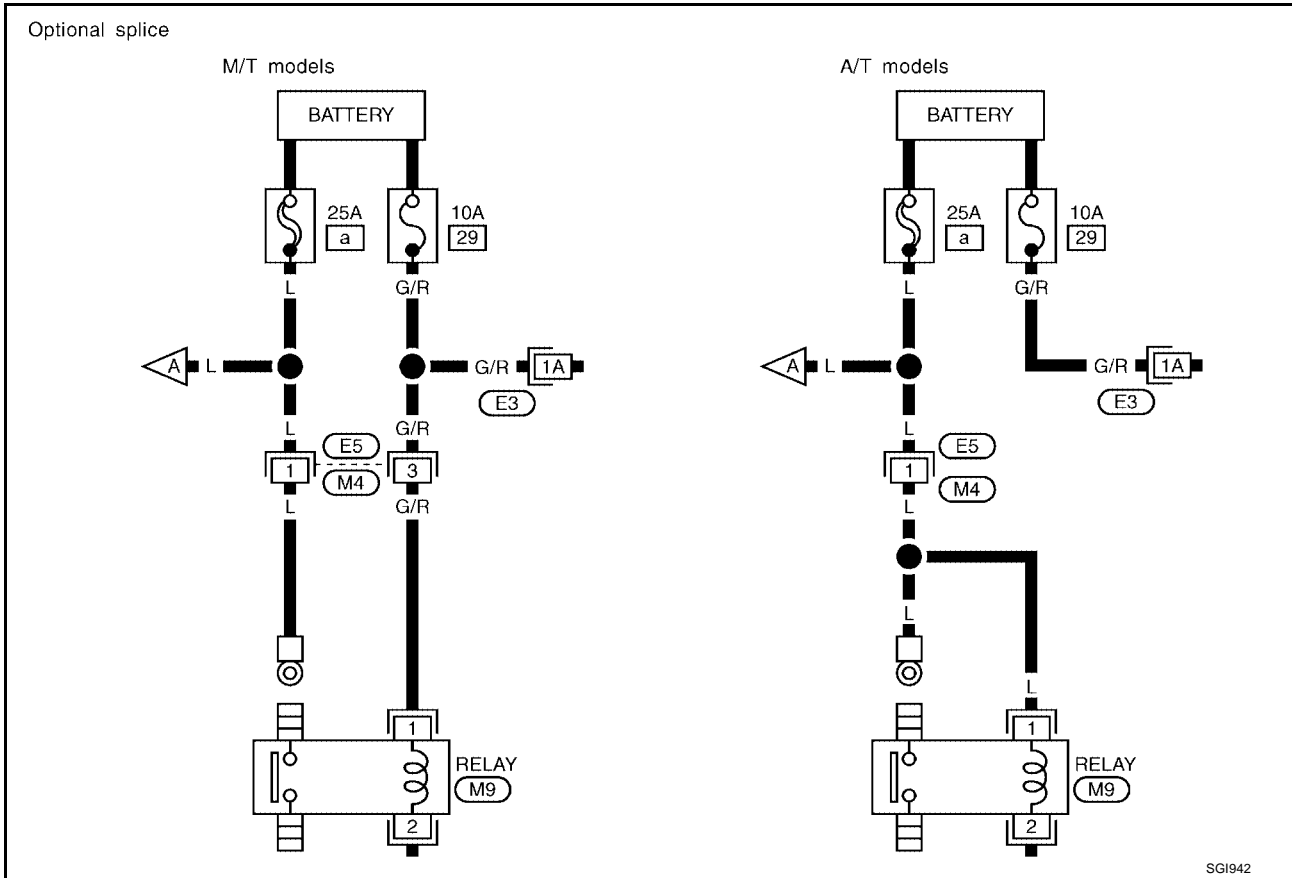 Optional splice
M/T models
BATTERY
25A
a
10A
29
L
G/R
A
L
G/R
1A
E3
L
G/R
1
E5
M4
3
L
G/R
1
RELAY
M9
2
A/T models
BATTERY
25A
a
10A
29
L
G/R
A
L
G/R
1A
E3
L
1
E5
M4
L
L
L
1
RELAY
M9
2
SGI942